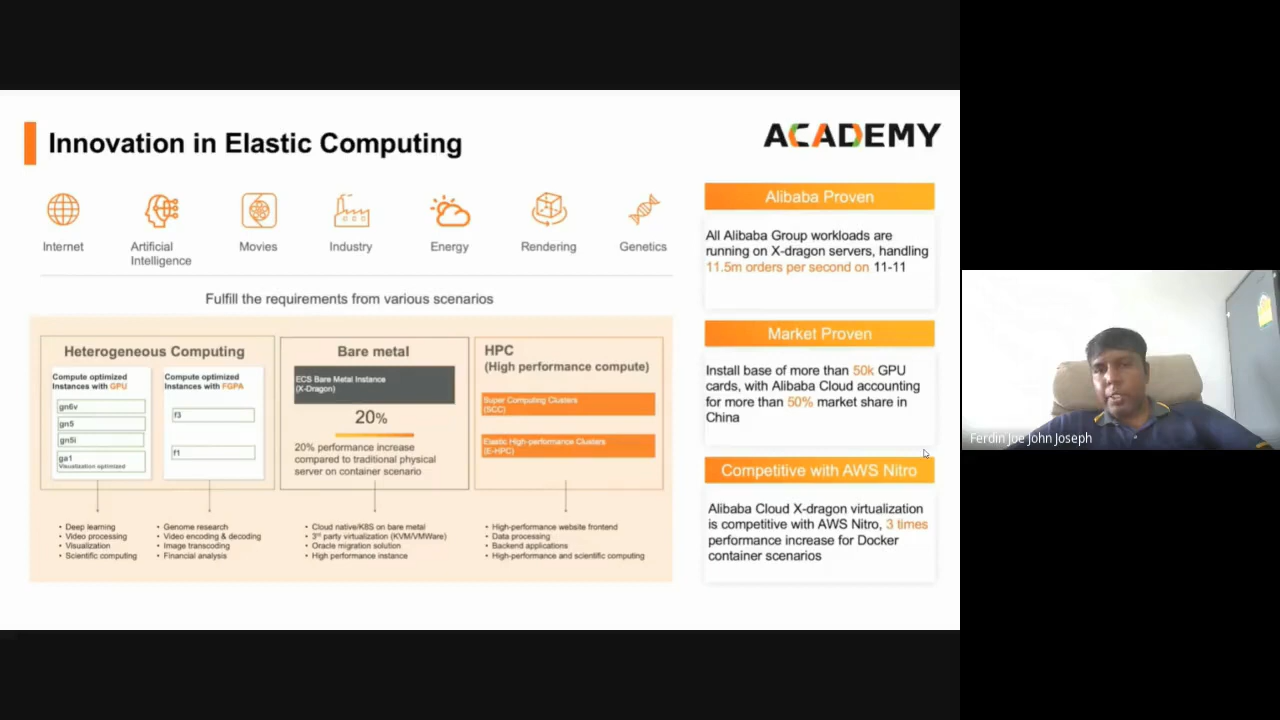 Innovation in Elastic Computing
ACADEMY
Internet
Artificial
Intelligence
Movies
Industry
Energy
Rendering
Genetics
Fulfill the requirements from various scenarios
Heterogeneous Computing
Compute optimized
Instances with GPU
gn6v
gn5
gn5i
ga1
Visualization optimized
Compute optimized
Instances with FGPA
f3
f1
• Deep learning
• Video processing
• Visualization
• Scientific computing
• Genome research
• Video encoding & decoding
• Image transcoding
• Financial analysis
Bare metal
ECS Bare Metal Instance
(X-Dragon)
20%
20% performance increase
compared to traditional physical
server on container scenario
• Cloud native/K8S on bare metal
• 3rd party virtualization (KVM/VMWare)
• Oracle migration solution
• High performance instance
HPC
(High performance compute)
Super Computing Clusters
(SCC)
Elastic High-performance Clusters
(E-HPC)
• High-performance website frontend
• Data processing
• Backend applications
• High-performance and scientific computing
Alibaba Proven
All Alibaba Group workloads are
running on X-dragon servers, handling
11.5m orders per second on 11-11
Market Proven
Install base of more than 50k GPU
cards, with Alibaba Cloud accounting
for more than 50% market share in
China
Competitive with AWS Nitro
Alibaba Cloud X-dragon virtualization
is competitive with AWS Nitro, 3 times
performance increase for Docker
container scenarios
Ferdin Joe John Joseph